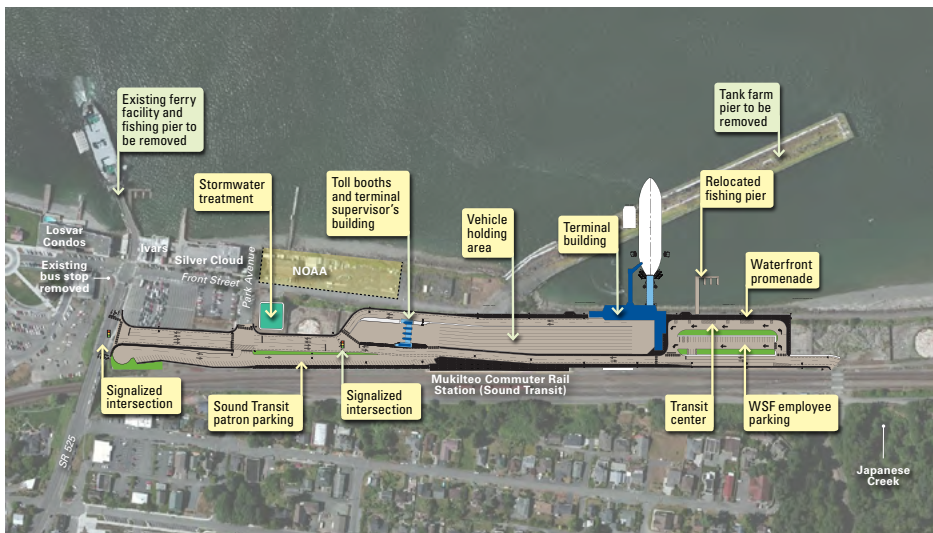 Existing ferry
facility and
fishing pier to
be removed
Tank farm
pier to be
removed
Stormwater
treatment
Toll booths
and terminal
supervisor's
building
Relocated
fishing pier
Vehicle
holding
area
Terminal
building
Losvar
Condos
Ivars
Silver Cloud
Front Street
Park Avenue
NOAA
Existing
bus stop
removed
Waterfront
promenade
Signalized
intersection
Sound Transit
patron parking
Signalized
intersection
Mukilteo Commuter Rail
Station (Sound Transit)
Transit
center
WSF employee
parking
SR 525
Japanese
Creek